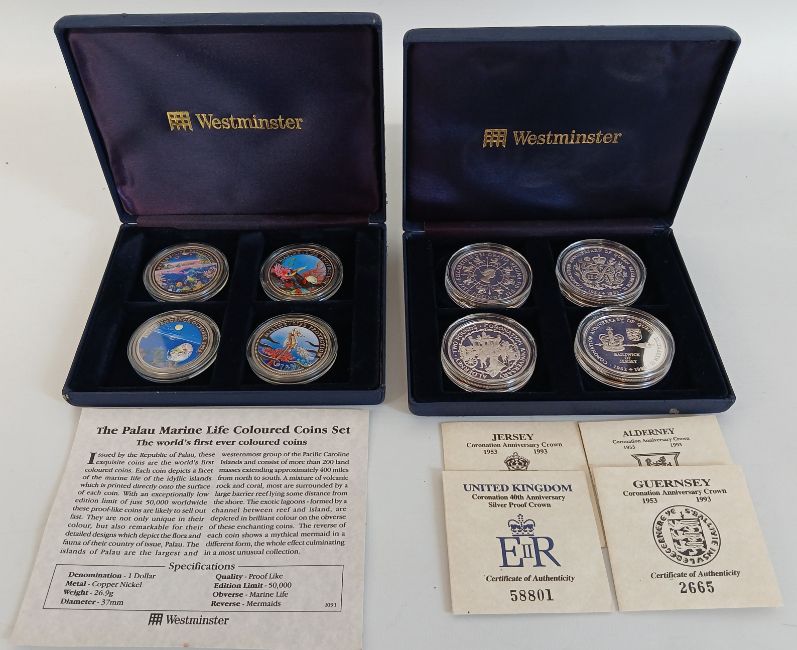 Westminster
Westminster
CORONATION ANNIVERSARY OF QUEEN
BAILIWICK
OF
JERSEY
The Palau Marine Life Coloured Coins Set
The world's first ever coloured coins
Issued by the Republic of Palau, these
exquisite coins are the world's first
coloured coins. Each coin depicts a facet
of the marine life of the idyllic islands
which is printed directly onto the surface
of each coin. With an exceptionally low
edition limit of just 50,000 worldwide
these proof-like coins are likely to sell out
fast. They are not only unique in their
colour, but also remarkable for their
detailed designs which depict the flora and
fauna of their country of issue, Palau. The
islands of Palau are the largest and
westernmost group of the Pacific Caroline
Islands and consist of more than 200 land
masses extending approximately 400 miles
from north to south. A mixture of volcanic
rock and coral, most are surrounded by a
large barrier reef lying some distance from
the shore. The exotic lagoons - formed by a
channel between reef and island, are
depicted in brilliant colour on the obverse
of these enchanting coins. The reverse of
each coin shows a mythical mermaid in a
different form, the whole effect culminating
in a most unusual collection.
Specifications
Denomination - 1 Dollar
Metal - Copper Nickel
Weight - 26.9g
Diameter - 37mm
Quality - Proof Like
Edition Limit - 50,000
Obverse - Marine Life
Reverse - Mermaids
Westminster
JERSEY
Coronation Anniversary Crown
1953 1993
ALDERNEY
Coronation Anniversary Crown
1953 1993
UNITED KINGDOM
Coronation 40th Anniversary
Silver Proof Crown
EIIR
Certificate of Authenticity
58801
GUERNSEY
Coronation Anniversary Crown
1953 1993
Certificate of Authenticity
2665